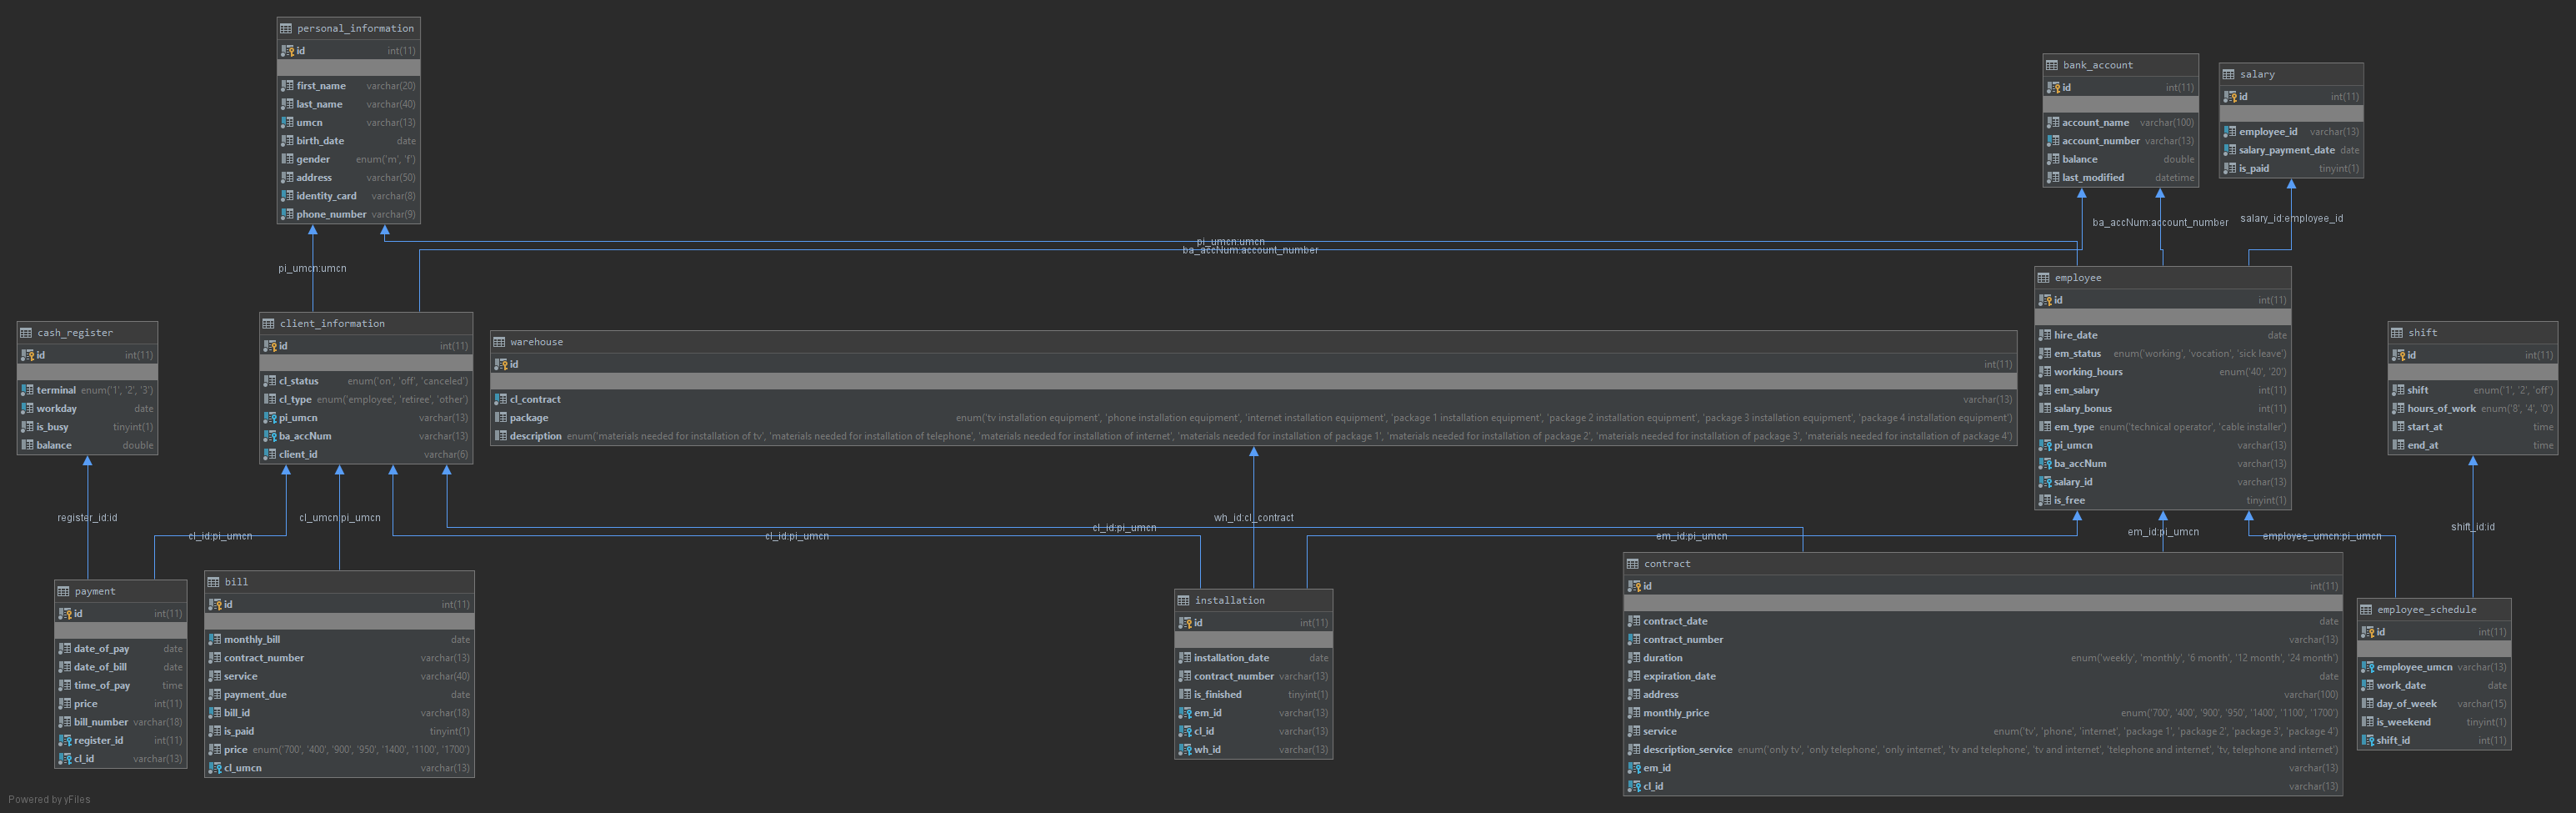 personal_information
id int(11)
first_name varchar(20)
last_name varchar(40)
umcn varchar(13)
birth_date date
gender enum('m', 'f')
address varchar(50)
identity_card varchar(8)
phone_number varchar(9)
bank_account
id int(11)
account_name varchar(100)
account_number varchar(13)
balance double
last_modified datetime
salary
id int(11)
employee_id varchar(13)
salary_payment_date date
is_paid tinyint(1)
ba_accNum:account_number
salary_id:employee_id
pi_umcn:umcn
ba_accNum:account_number
pi_umcn:umcn
cash_register
id int(11)
terminal enum('1', '2', '3')
workday date
is_busy tinyint(1)
balance double
client_information
id int(11)
cl_status enum('on', 'off', 'canceled')
cl_type enum('employee', 'retiree', 'other')
pi_umcn varchar(13)
ba_accNum varchar(13)
client_id varchar(6)
warehouse
id int(11)
cl_contract varchar(13)
package enum('tv installation equipment', 'phone installation equipment', 'internet installation equipment', 'package 1 installation equipment', 'package 2 installation equipment', 'package 3 installation equipment', 'package 4 installation equipment')
description enum('materials needed for installation of tv', 'materials needed for installation of telephone', 'materials needed for installation of internet', 'materials needed for installation of package 1', 'materials needed for installation of package 2', 'materials needed for installation of package 3', 'materials needed for installation of package 4')
employee
id int(11)
hire_date date
em_status enum('working', 'vocation', 'sick leave')
working_hours enum('40', '20')
em_salary int(11)
salary_bonus int(11)
em_type enum('technical operator', 'cable installer')
pi_umcn varchar(13)
ba_accNum varchar(13)
salary_id varchar(13)
is_free tinyint(1)
shift
id int(11)
shift enum('1', '2', 'off')
hours_of_work enum('8', '4', '0')
start_at time
end_at time
register_id:id
cl_id:pi_umcn
cl_umcn:pi_umcn
cl_id:pi_umcn
cl_id:pi_umcn
wh_id:cl_contract
em_id:pi_umcn
em_id:pi_umcn
employee_umcn:pi_umcn
shift_id:id
payment
id int(11)
date_of_pay date
date_of_bill date
time_of_pay time
price int(11)
bill_number varchar(18)
register_id int(11)
cl_id varchar(13)
bill
id int(11)
monthly_bill date
contract_number varchar(13)
service varchar(40)
payment_due date
bill_id varchar(18)
is_paid tinyint(1)
price enum('700', '400', '900', '950', '1400', '1100', '1700')
cl_umcn varchar(13)
installation
id int(11)
installation_date date
contract_number varchar(13)
is_finished tinyint(1)
em_id varchar(13)
cl_id varchar(13)
wh_id varchar(13)
contract
id int(11)
contract_date date
contract_number varchar(13)
duration enum('weekly', 'monthly', '6 month', '12 month', '24 month')
expiration_date date
address varchar(100)
monthly_price enum('700', '400', '900', '950', '1400', '1100', '1700')
service enum('tv', 'phone', 'internet', 'package 1', 'package 2', 'package 3', 'package 4')
description_service enum('only tv', 'only telephone', 'only internet', 'tv and telephone', 'tv and internet', 'telephone and internet', 'tv, telephone and internet')
em_id varchar(13)
cl_id varchar(13)
employee_schedule
id int(11)
employee_umcn varchar(13)
work_date date
day_of_week varchar(15)
is_weekend tinyint(1)
shift_id int(11)
Powered by yFiles